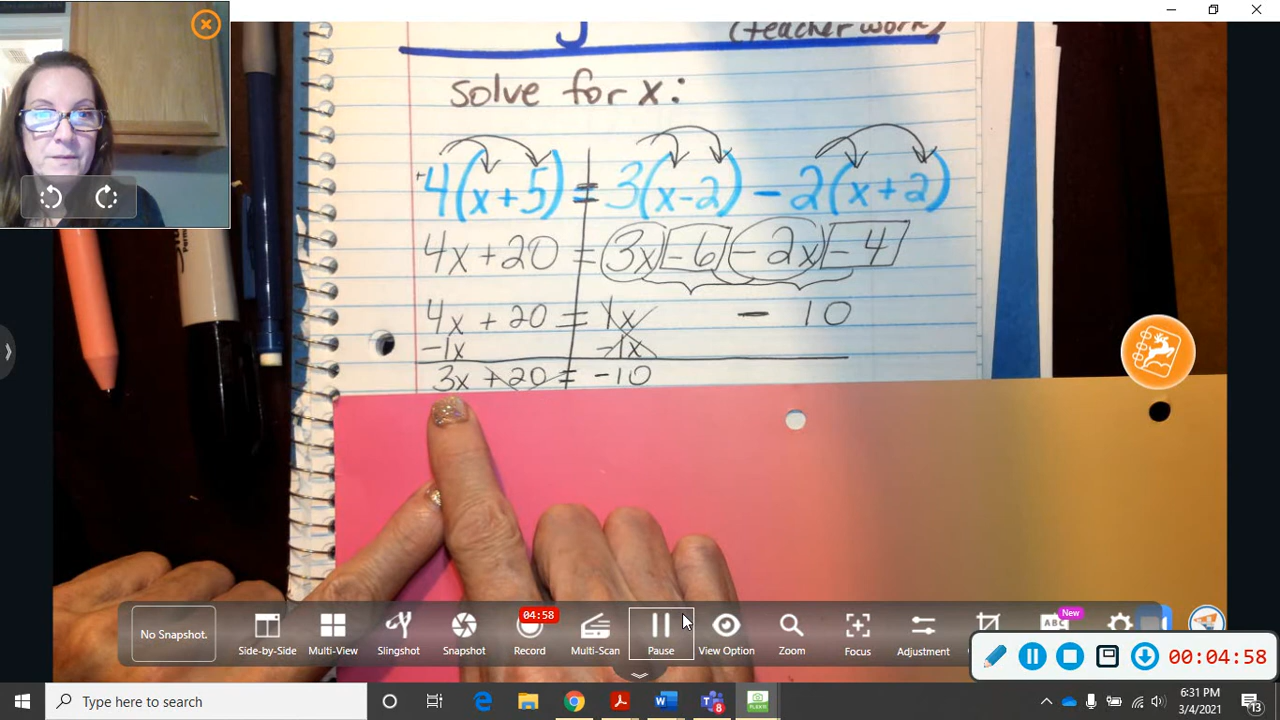 (teacher work)
solve for x:
+4(x+5) = 3(x-2) - 2(x+2)
4x+20 = 3x - 6 - 2x - 4
4x + 20 = 1x - 10
-1x -1x
3x +20 = -10
No Snapshot.
Side-by-Side
Multi-View
Slingshot
Snapshot
04:58
Record
Multi-Scan
Pause
View Option
Zoom
Focus
Adjustment
New
ABC
00:04:58
Type here to search
W
T
8
6:31 PM
3/4/2021
13